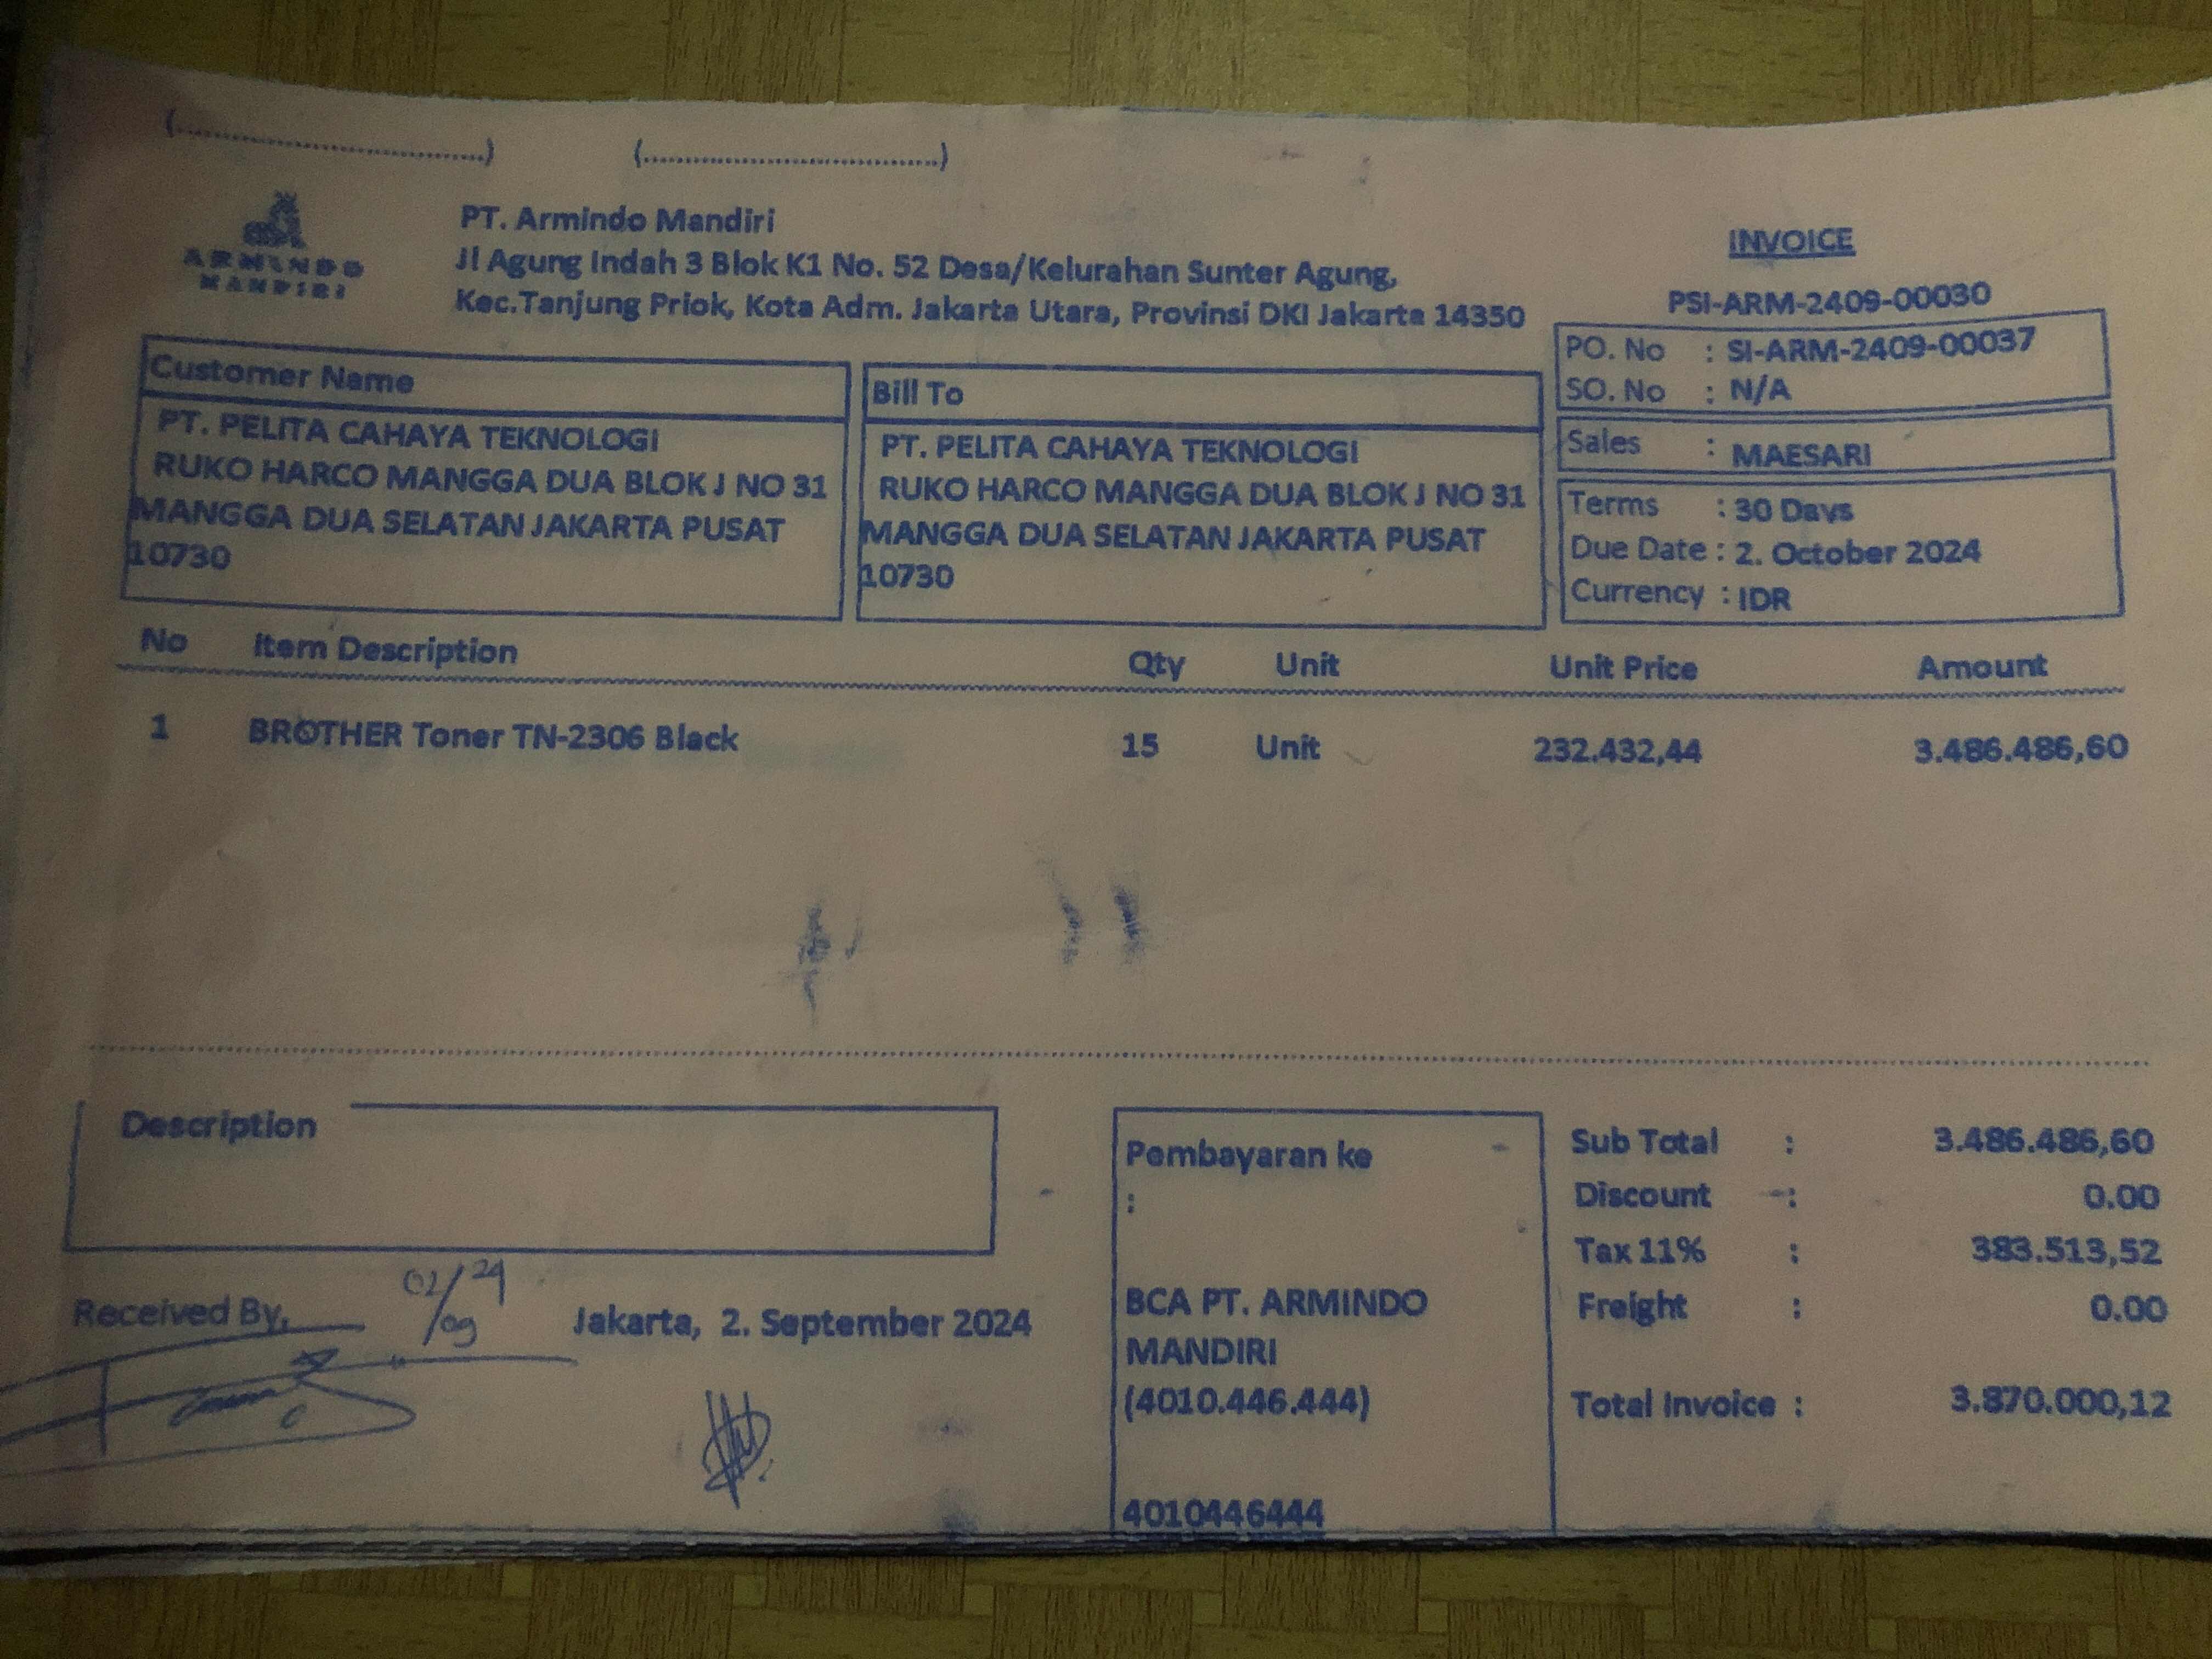 (..............................) (..............................)
ARMINDO
MANDIRI
PT. Armindo Mandiri
Jl Agung Indah 3 Blok K1 No. 52 Desa/Kelurahan Sunter Agung,
Kec.Tanjung Priok, Kota Adm. Jakarta Utara, Provinsi DKI Jakarta 14350
INVOICE
PSI-ARM-2409-00030
PO. No : SI-ARM-2409-00037
SO. No : N/A
Sales : MAESARI
Terms : 30 Days
Due Date : 2. October 2024
Currency : IDR
Customer Name
PT. PELITA CAHAYA TEKNOLOGI
RUKO HARCO MANGGA DUA BLOK J NO 31
MANGGA DUA SELATAN JAKARTA PUSAT
10730
Bill To
PT. PELITA CAHAYA TEKNOLOGI
RUKO HARCO MANGGA DUA BLOK J NO 31
MANGGA DUA SELATAN JAKARTA PUSAT
10730
No Item Description Qty Unit Unit Price Amount
1 BROTHER Toner TN-2306 Black 15 Unit 232.432,44 3.486.486,60
Description
Received By,
02/09 24
Jakarta, 2. September 2024
Pembayaran ke
:
BCA PT. ARMINDO
MANDIRI
(4010.446.444)
4010446444
Sub Total : 3.486.486,60
Discount : 0.00
Tax 11% : 383.513,52
Freight : 0.00
Total Invoice : 3.870.000,12